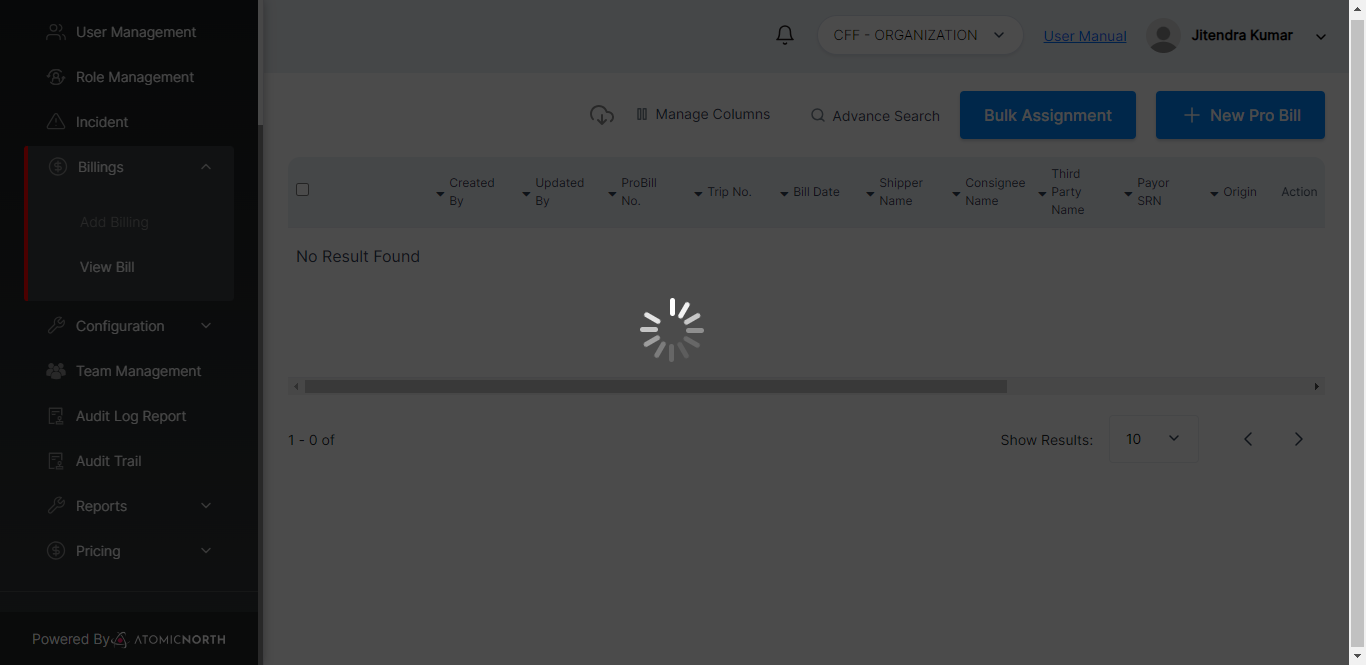 User Management
Role Management
Incident
Billings
Add Billing
View Bill
Configuration
Team Management
Audit Log Report
Audit Trail
Reports
Pricing
Powered By ATOMICNORTH
CFF - ORGANIZATION
User Manual
Jitendra Kumar
Manage Columns
Advance Search
Bulk Assignment
New Pro Bill
Created
By
Updated
By
ProBill
No.
Trip No.
Bill Date
Shipper
Name
Consignee
Name
Third
Party
Name
Payor
SRN
Origin
Action
No Result Found
1 - 0 of
Show Results:
10